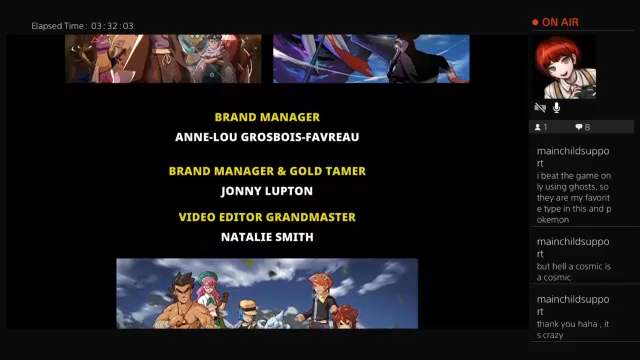 Elapsed Time : 03:32:03
ON AIR
BRAND MANAGER
ANNE-LOU GROSBOIS-FAVREAU
BRAND MANAGER & GOLD TAMER
JONNY LUPTON
VIDEO EDITOR GRANDMASTER
NATALIE SMITH
1
8
mainchildsuppo
rt
i beat the game on
ly using ghosts, so
they are my favorit
e type in this and p
okemon
mainchildsuppo
rt
but hell a cosmic is
a cosmic
mainchildsuppo
rt
thank you haha , it
s crazy